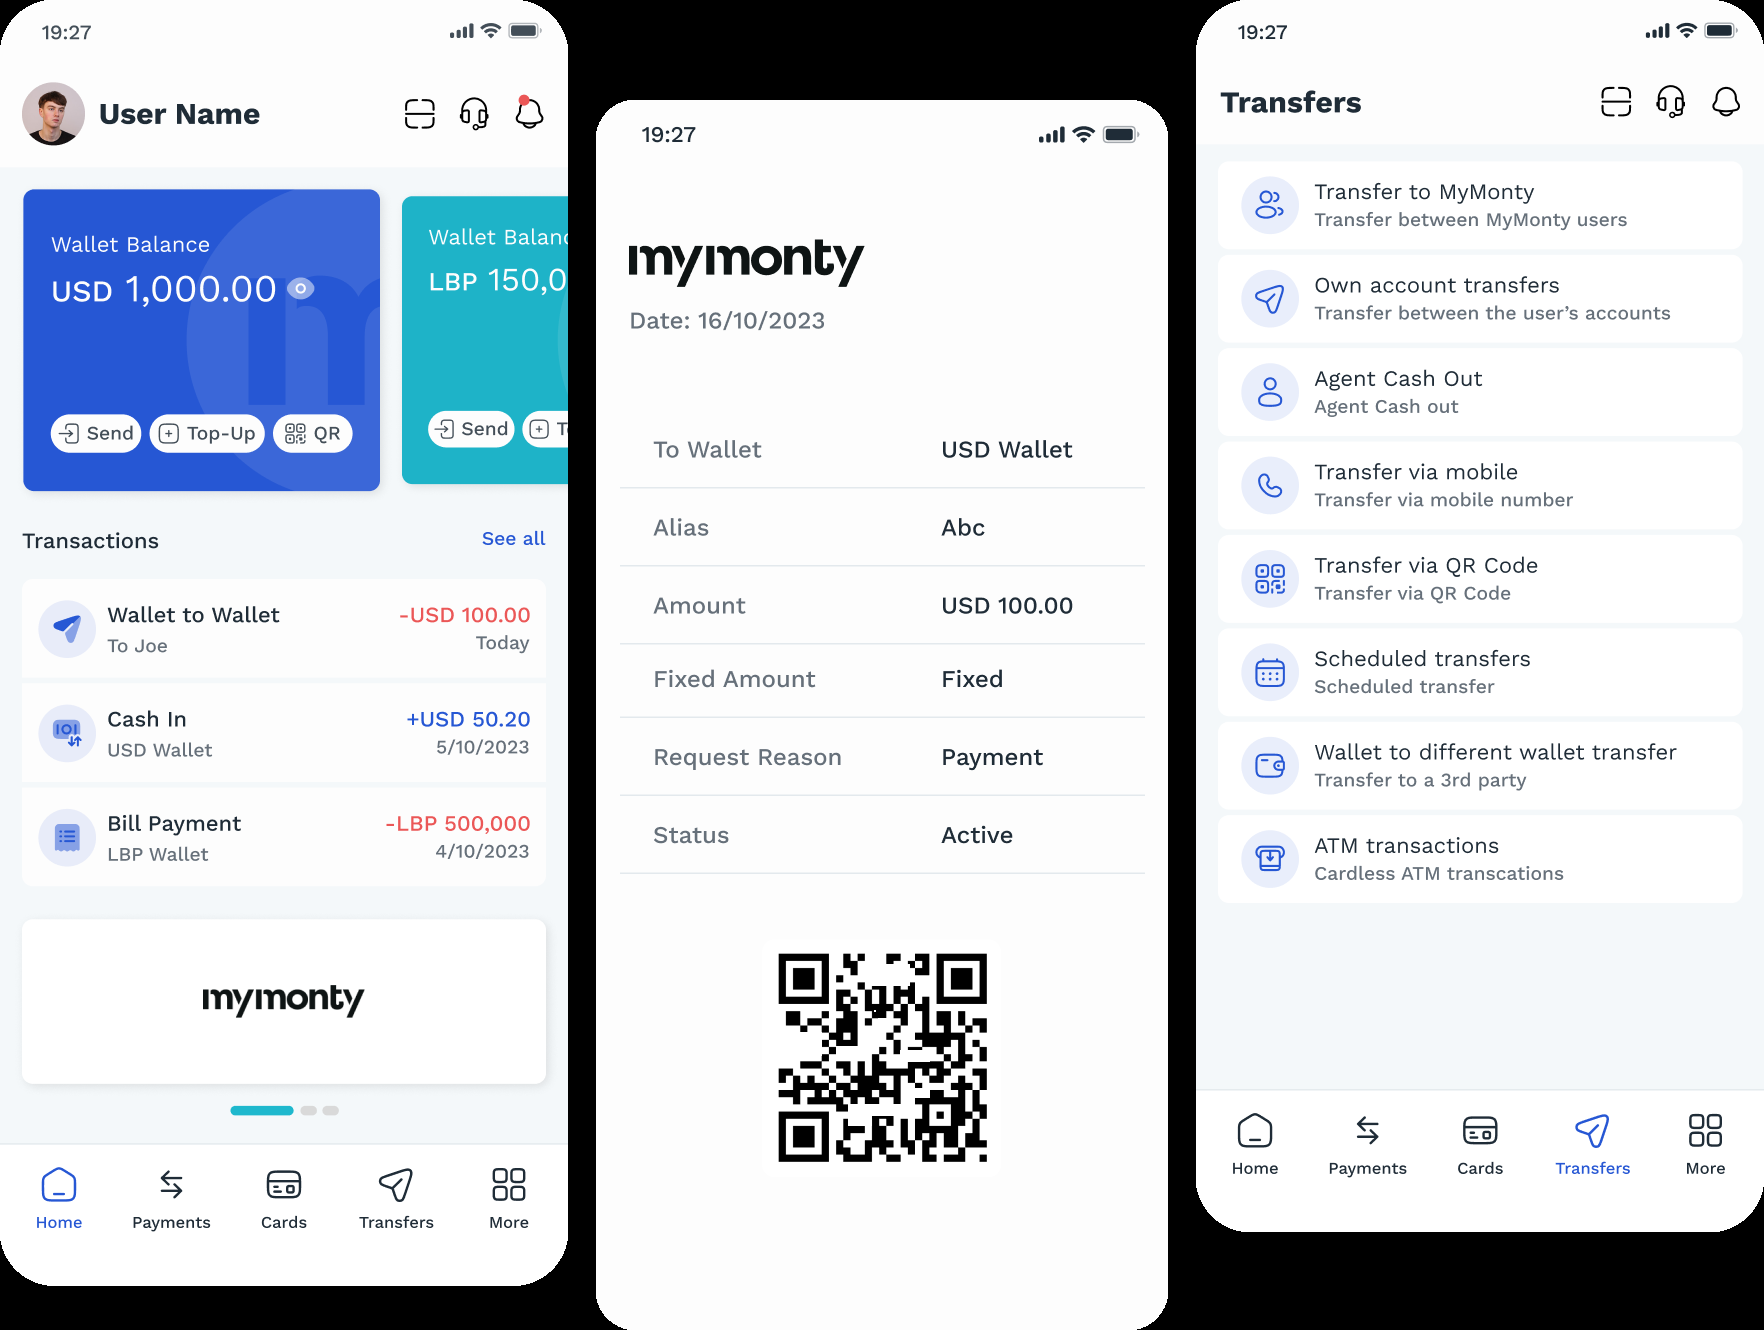 19:27
User Name
Wallet Balance
USD 1,000.00
Send
Top-Up
QR
Wallet Balanc
LBP 150,0
Send
T
Transactions
See all
Wallet to Wallet
-USD 100.00
To Joe
Today
Cash In
+USD 50.20
USD Wallet
5/10/2023
Bill Payment
-LBP 500,000
LBP Wallet
4/10/2023
mymonty
Home
Payments
Cards
Transfers
More
19:27
mymonty
Date: 16/10/2023
To Wallet
USD Wallet
Alias
Abc
Amount
USD 100.00
Fixed Amount
Fixed
Request Reason
Payment
Status
Active
19:27
Transfers
Transfer to MyMonty
Transfer between MyMonty users
Own account transfers
Transfer between the user’s accounts
Agent Cash Out
Agent Cash out
Transfer via mobile
Transfer via mobile number
Transfer via QR Code
Transfer via QR Code
Scheduled transfers
Scheduled transfer
Wallet to different wallet transfer
Transfer to a 3rd party
ATM transactions
Cardless ATM transcations
Home
Payments
Cards
Transfers
More